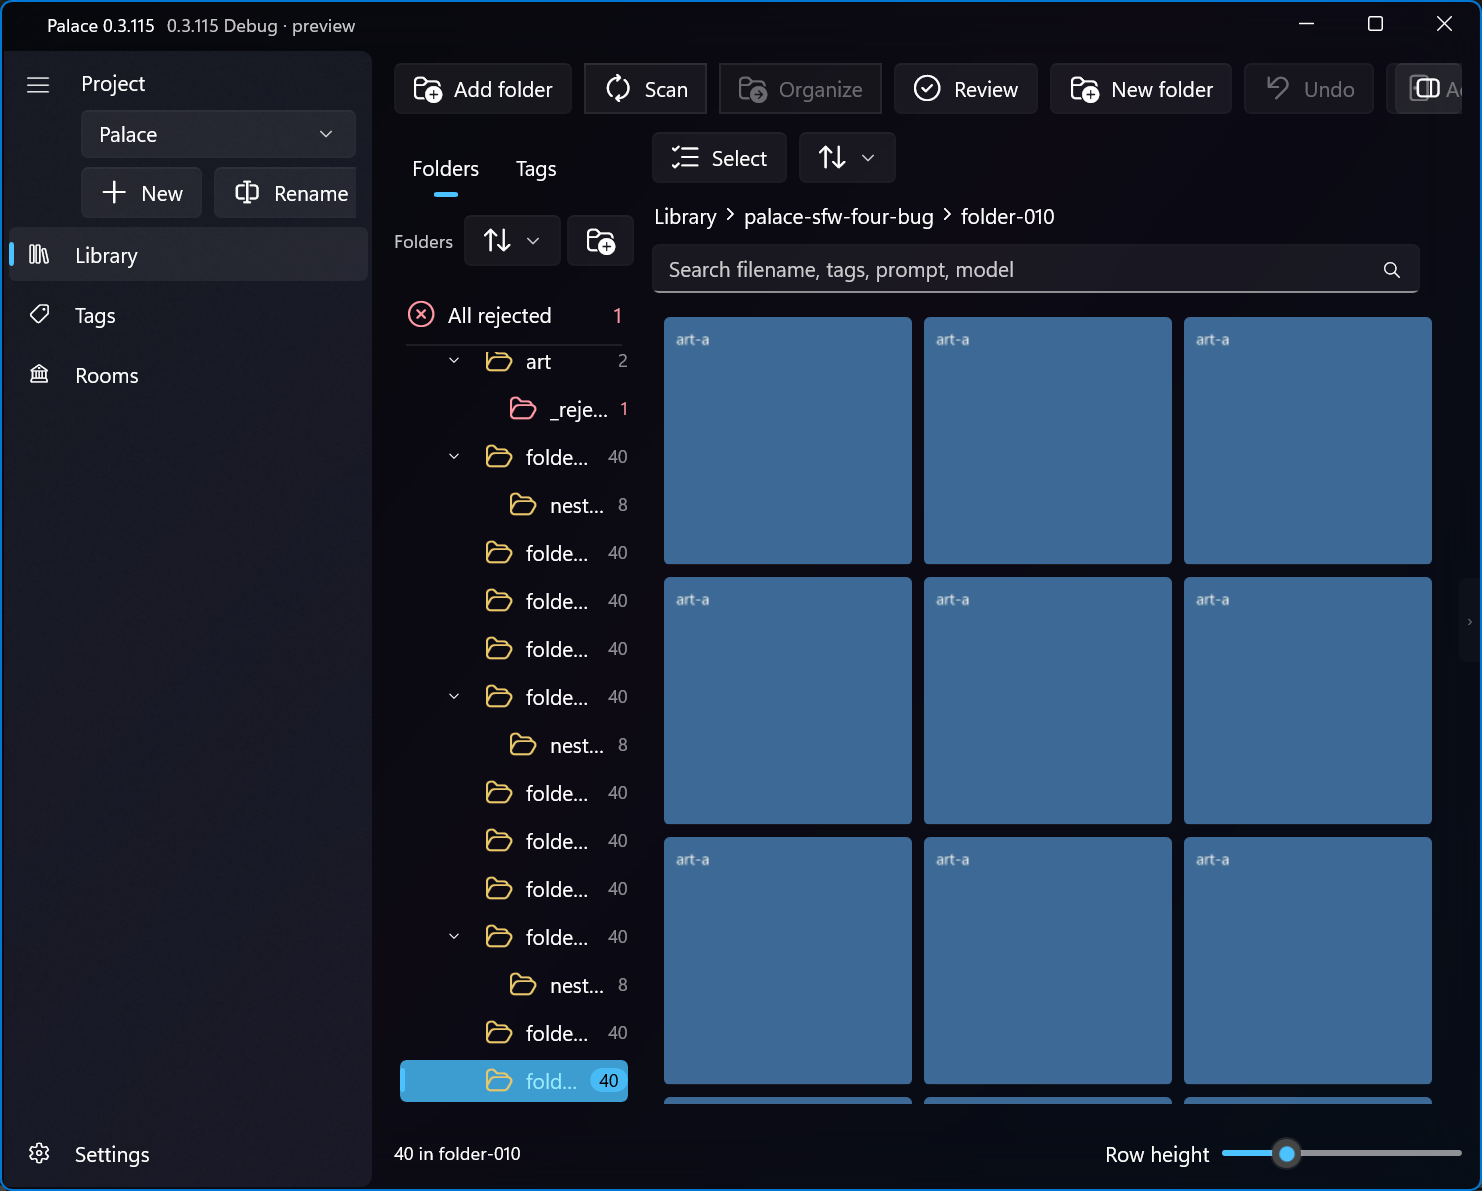 Palace 0.3.115 0.3.115 Debug · preview
Project
Palace
New Rename
Library
Tags
Rooms
Settings
Add folder Scan Organize Review New folder Undo
Folders Tags
Folders
All rejected 1
art 2
_reje... 1
folde... 40
nest... 8
folde... 40
folde... 40
folde... 40
folde... 40
nest... 8
folde... 40
folde... 40
folde... 40
folde... 40
nest... 8
folde... 40
fold... 40
Select
Library > palace-sfw-four-bug > folder-010
Search filename, tags, prompt, model
art-a art-a art-a
art-a art-a art-a
art-a art-a art-a
40 in folder-010
Row height